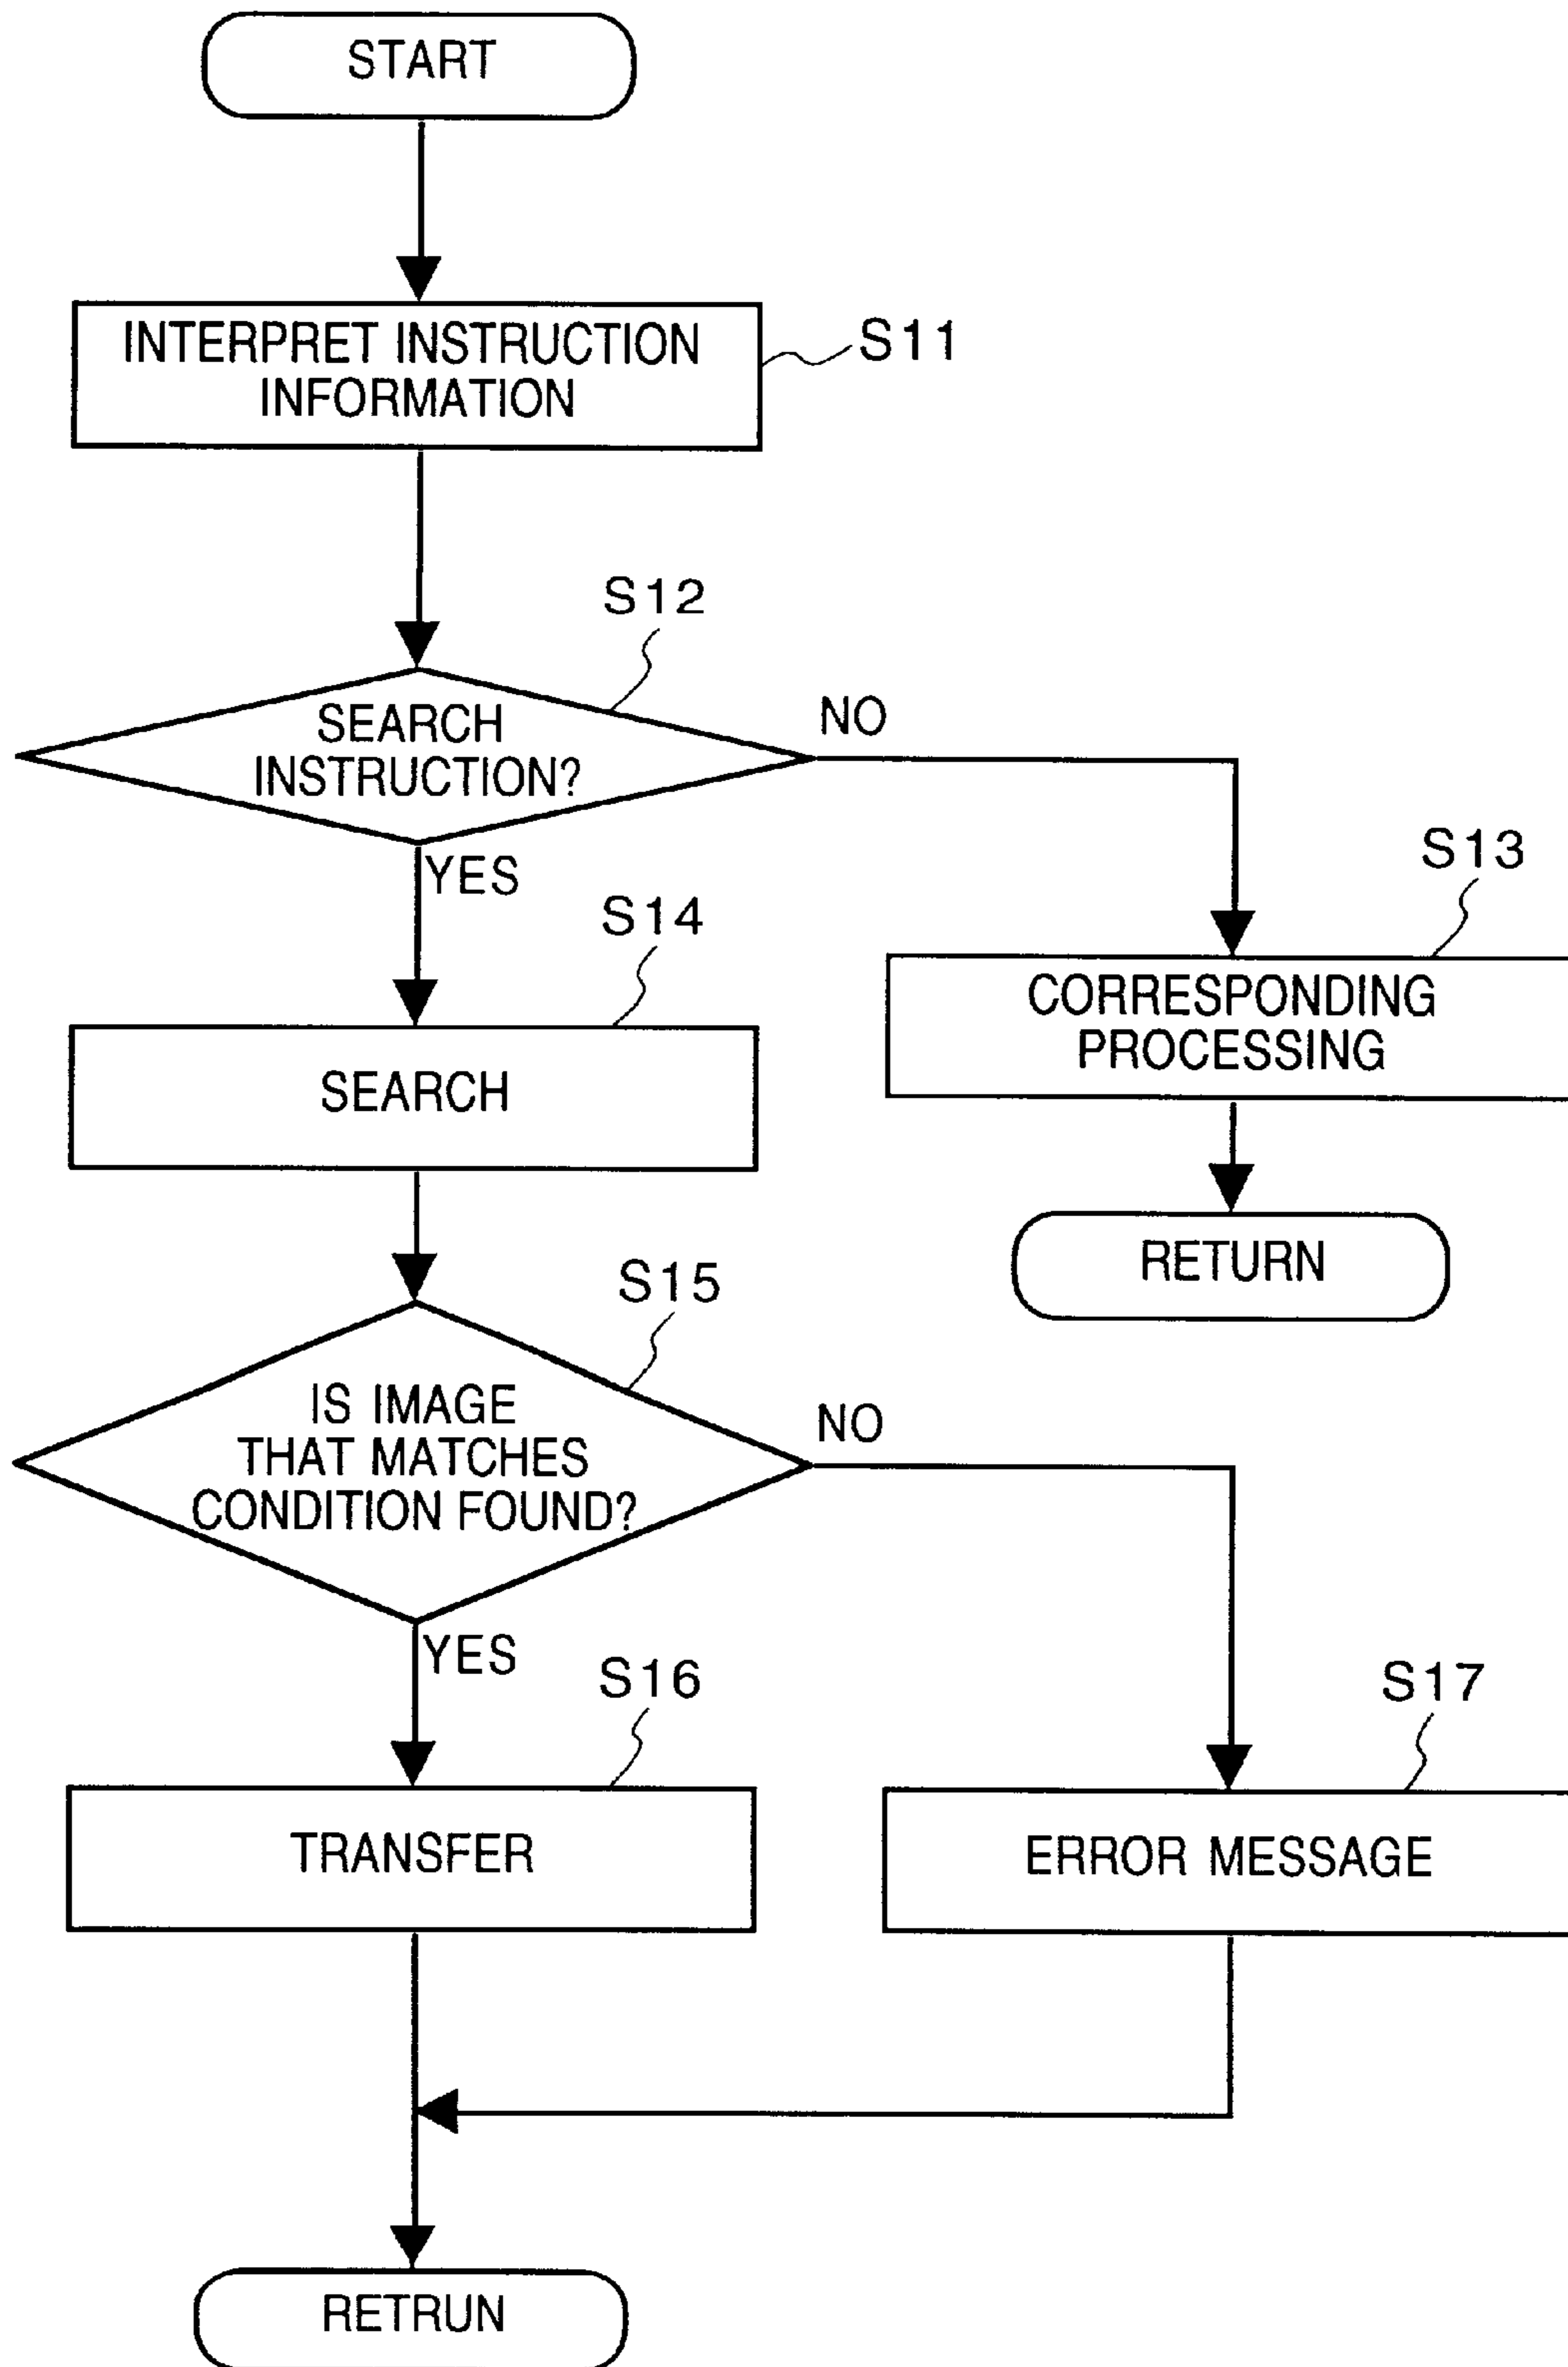 START
INTERPRET INSTRUCTION
INFORMATION
S11
S12
SEARCH
INSTRUCTION?
NO
YES
S13
CORRESPONDING
PROCESSING
RETURN
S14
SEARCH
S15
IS IMAGE
THAT MATCHES
CONDITION FOUND?
NO
YES
S16
TRANSFER
S17
ERROR MESSAGE
RETRUN